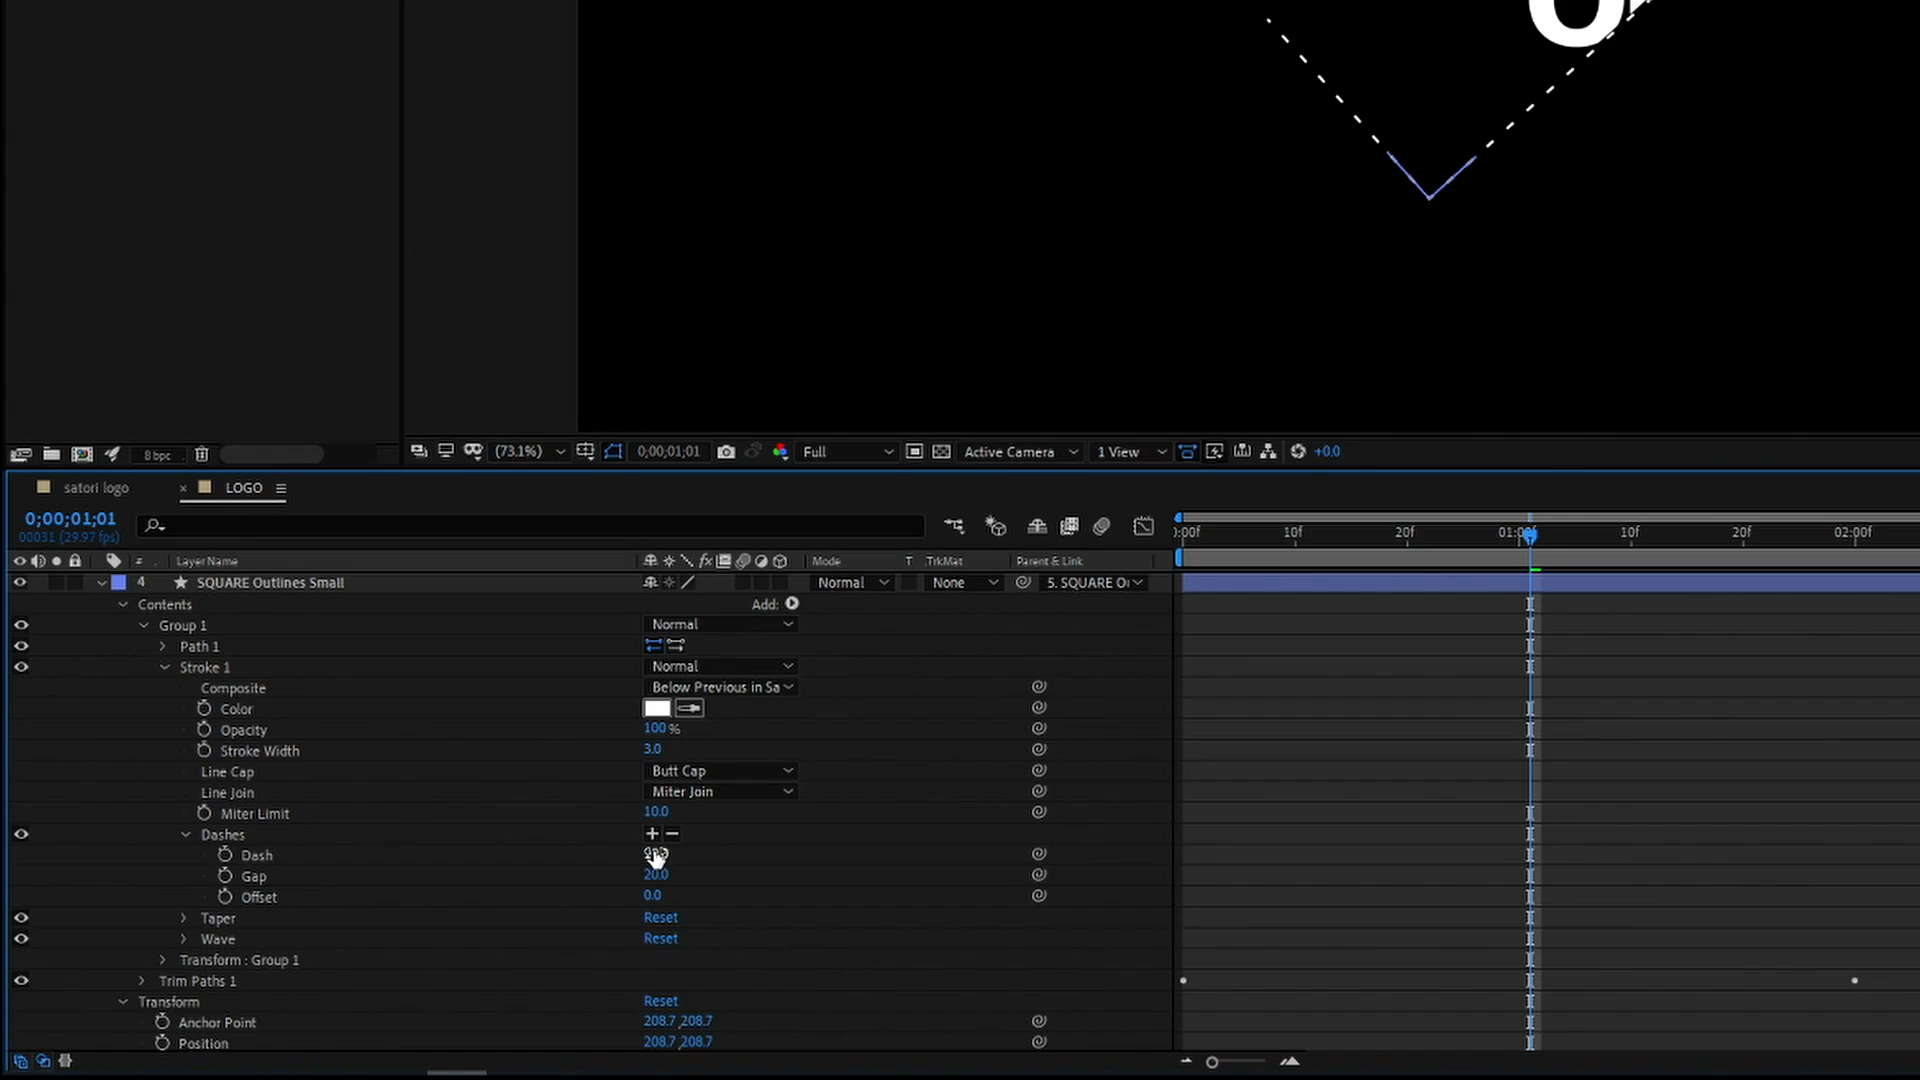 8 bpc
(73.1%) 0;00;01;01 Full Active Camera 1 View +0.0
satori logo × LOGO
0;00;01;01
00031 (29.97 fps)
):00f 10f 20f 01:00f 10f 20f 02:00f
Layer Name Mode T .TrkMat Parent & Link
4 SQUARE Outlines Small Normal None 5. SQUARE O
Contents Add:
Group 1 Normal
Path 1
Stroke 1 Normal
Composite Below Previous in Sa
Color
Opacity 100 %
Stroke Width 3.0
Line Cap Butt Cap
Line Join Miter Join
Miter Limit 10.0
Dashes + −
Dash
Gap 20.0
Offset 0.0
Taper Reset
Wave Reset
Transform : Group 1
Trim Paths 1
Transform Reset
Anchor Point 208.7 ,208.7
Position 208.7 ,208.7